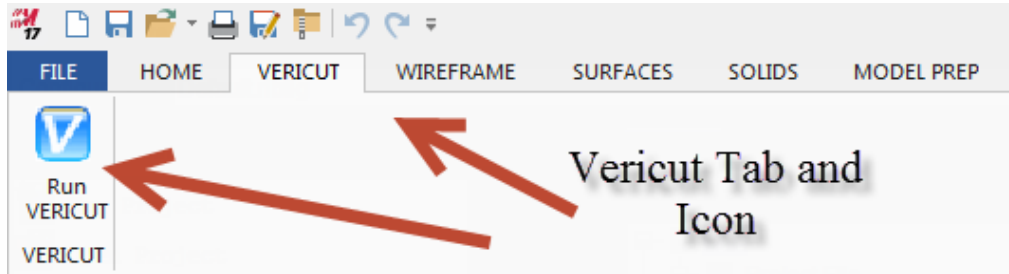 17
FILE HOME VERICUT WIREFRAME SURFACES SOLIDS MODEL PREP
V
Run
VERICUT
VERICUT
Vericut Tab and
Icon